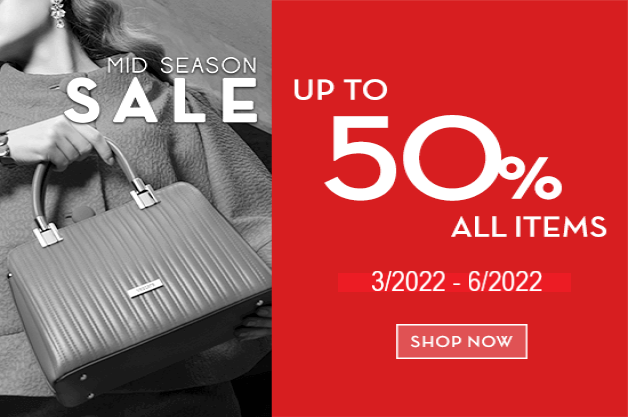 MID SEASON
SALE
UP TO
50%
ALL ITEMS
3/2022 - 6/2022
SHOP NOW